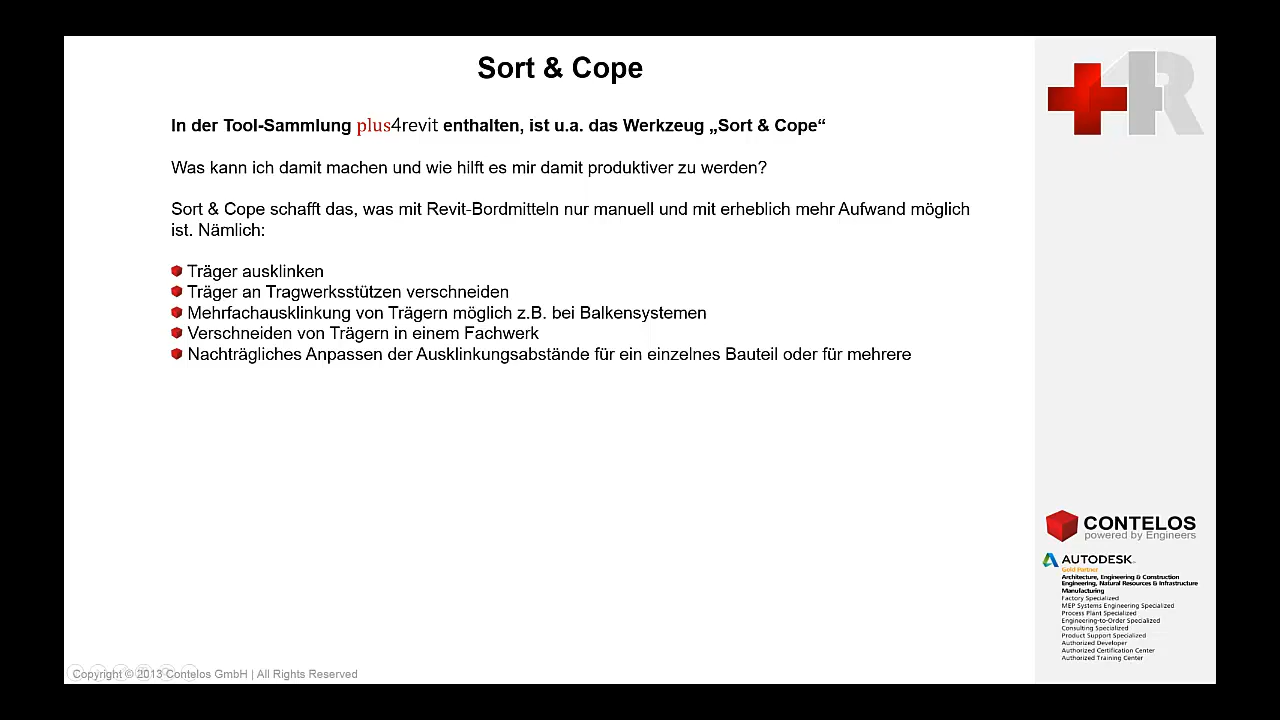 Sort & Cope
In der Tool-Sammlung plus4revit enthalten, ist u.a. das Werkzeug „Sort & Cope“
Was kann ich damit machen und wie hilft es mir damit produktiver zu werden?
Sort & Cope schafft das, was mit Revit-Bordmitteln nur manuell und mit erheblich mehr Aufwand möglich
ist. Nämlich:
Träger ausklinken
Träger an Tragwerksstützen verschneiden
Mehrfachausklinkung von Trägern möglich z.B. bei Balkensystemen
Verschneiden von Trägern in einem Fachwerk
Nachträgliches Anpassen der Ausklinkungsabstände für ein einzelnes Bauteil oder für mehrere
4R
CONTELOS
powered by Engineers
AUTODESK
Gold Partner
Architecture, Engineering & Construction
Engineering, Natural Resources & Infrastructure
Manufacturing
Factory Specialized
MEP Systems Engineering Specialized
Process Plant Specialized
Engineering-to-Order Specialized
Consulting Specialized
Product Support Specialized
Authorized Developer
Authorized Certification Center
Authorized Training Center
Copyright © 2013 Contelos GmbH | All Rights Reserved